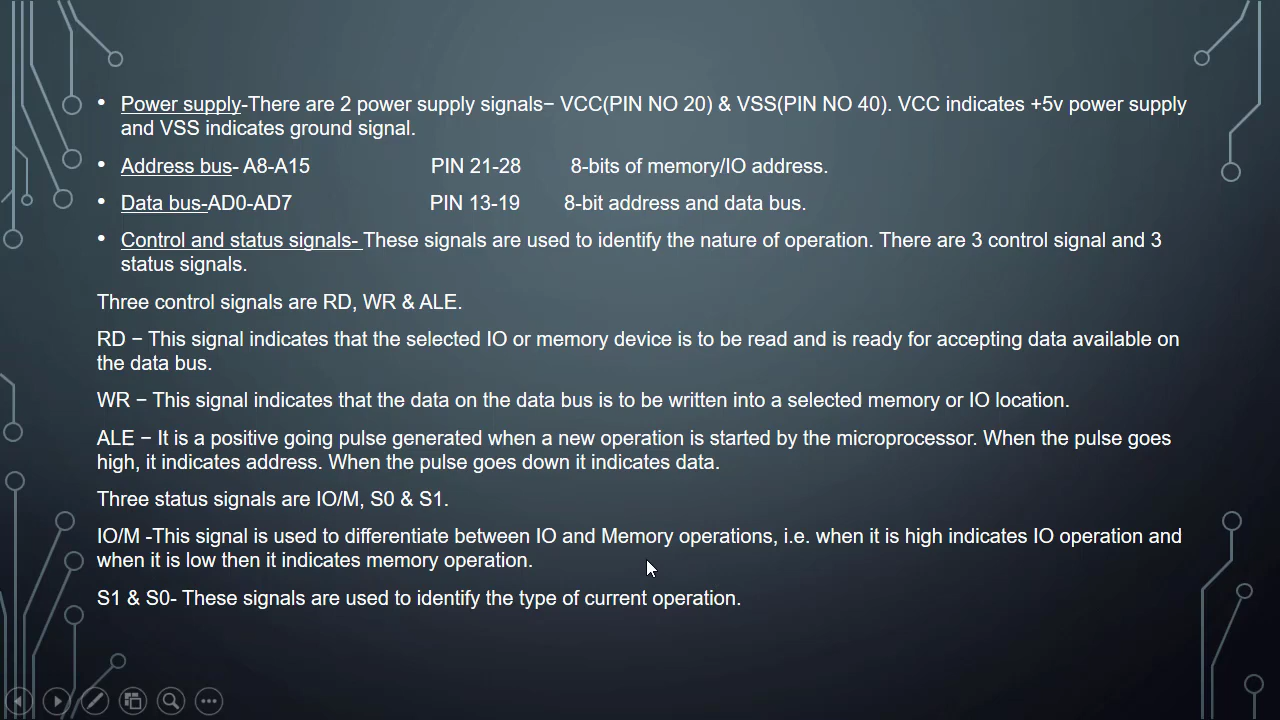 • Power supply-There are 2 power supply signals− VCC(PIN NO 20) & VSS(PIN NO 40). VCC indicates +5v power supply
and VSS indicates ground signal.
• Address bus- A8-A15 PIN 21-28 8-bits of memory/IO address.
• Data bus-AD0-AD7 PIN 13-19 8-bit address and data bus.
• Control and status signals- These signals are used to identify the nature of operation. There are 3 control signal and 3
status signals.
Three control signals are RD, WR & ALE.
RD − This signal indicates that the selected IO or memory device is to be read and is ready for accepting data available on
the data bus.
WR − This signal indicates that the data on the data bus is to be written into a selected memory or IO location.
ALE − It is a positive going pulse generated when a new operation is started by the microprocessor. When the pulse goes
high, it indicates address. When the pulse goes down it indicates data.
Three status signals are IO/M, S0 & S1.
IO/M -This signal is used to differentiate between IO and Memory operations, i.e. when it is high indicates IO operation and
when it is low then it indicates memory operation.
S1 & S0- These signals are used to identify the type of current operation.